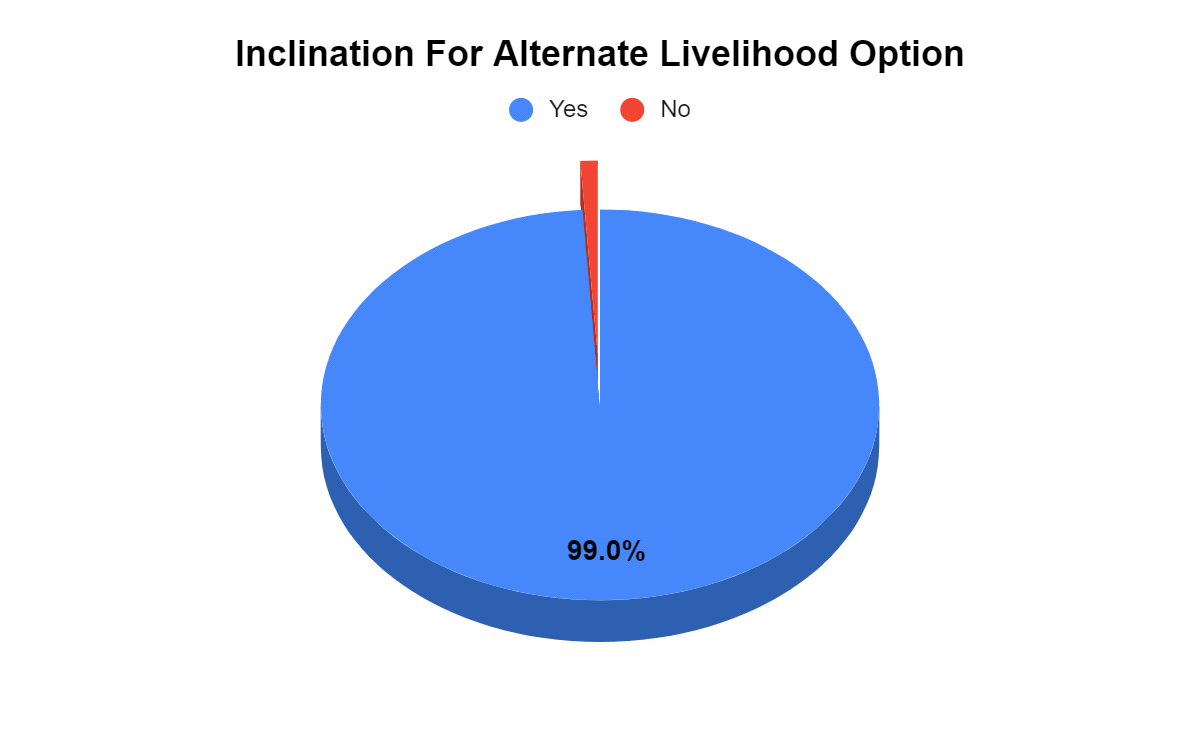 Inclination For Alternate Livelihood Option
Yes No
99.0%